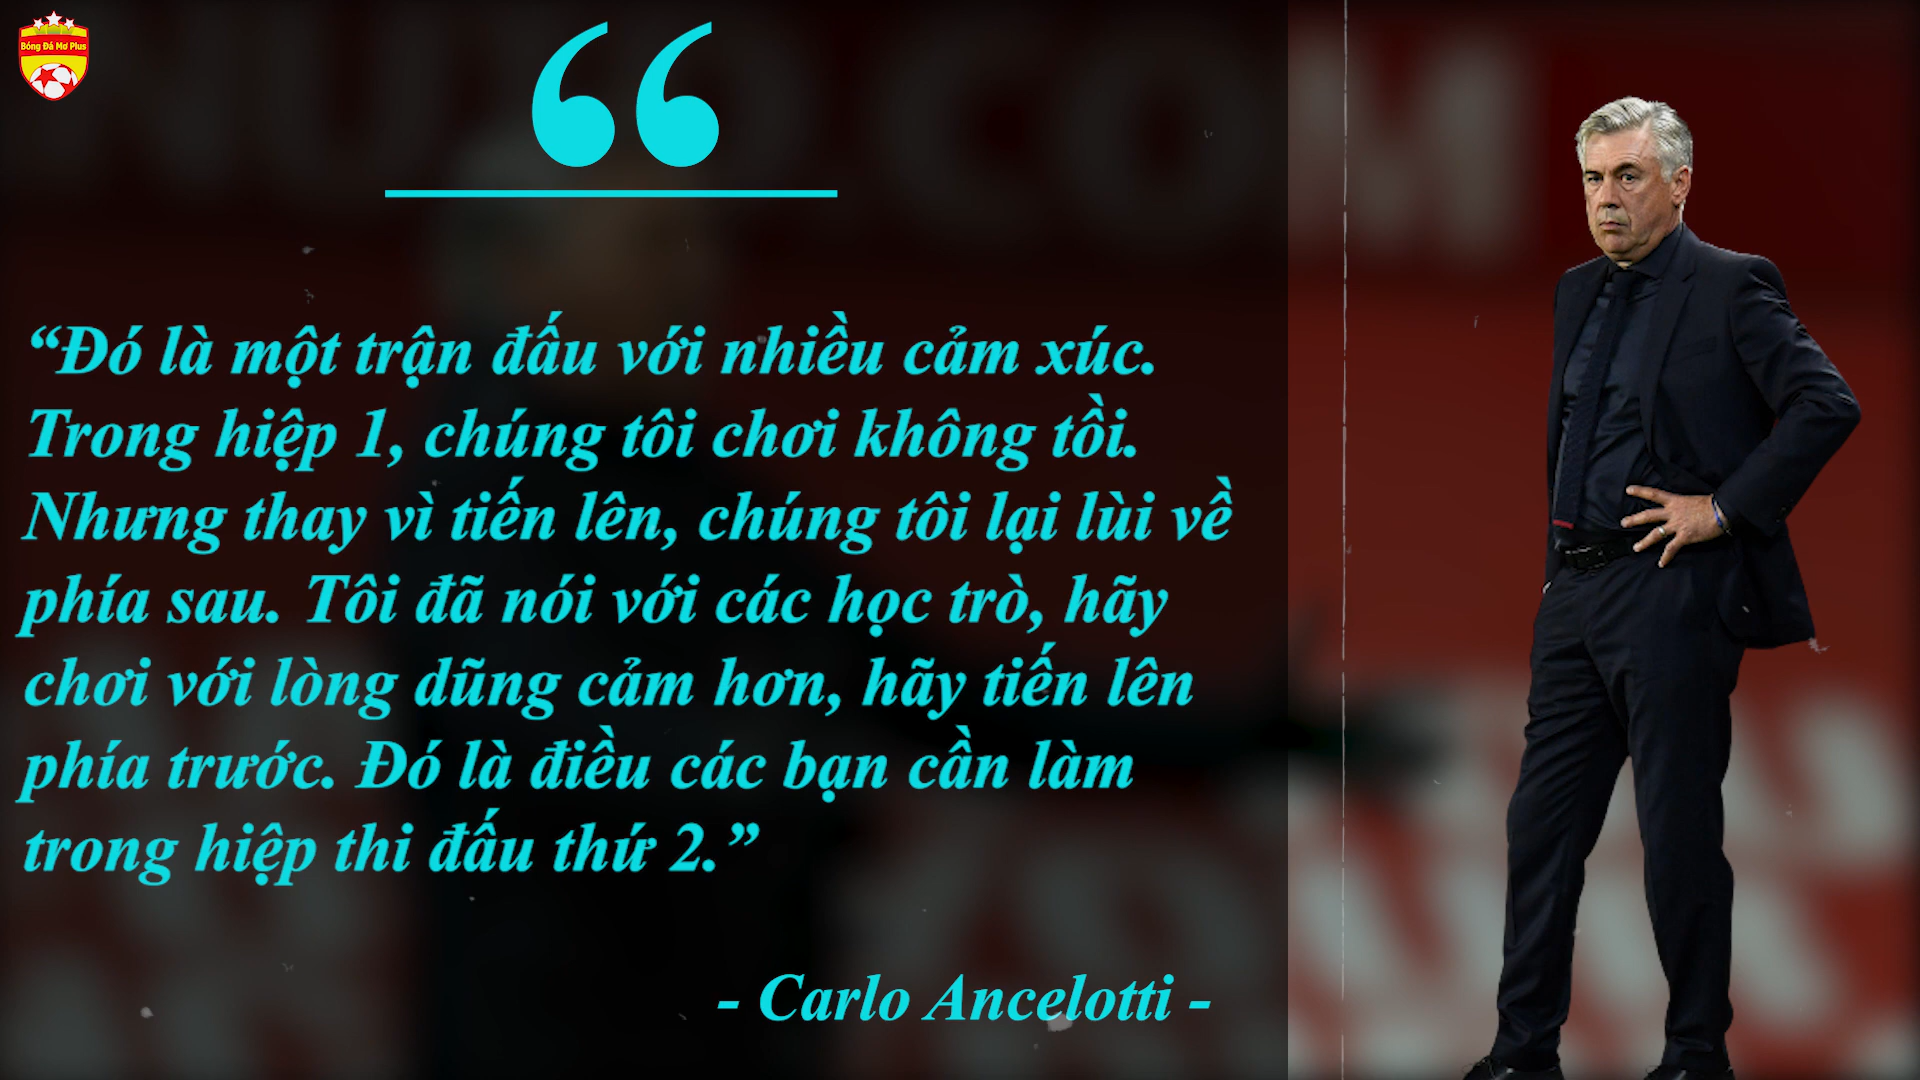 Bóng Đá Mơ Plus
“Đó là một trận đấu với nhiều cảm xúc.
Trong hiệp 1, chúng tôi chơi không tồi.
Nhưng thay vì tiến lên, chúng tôi lại lùi về
phía sau. Tôi đã nói với các học trò, hãy
chơi với lòng dũng cảm hơn, hãy tiến lên
phía trước. Đó là điều các bạn cần làm
trong hiệp thi đấu thứ 2.”
- Carlo Ancelotti -